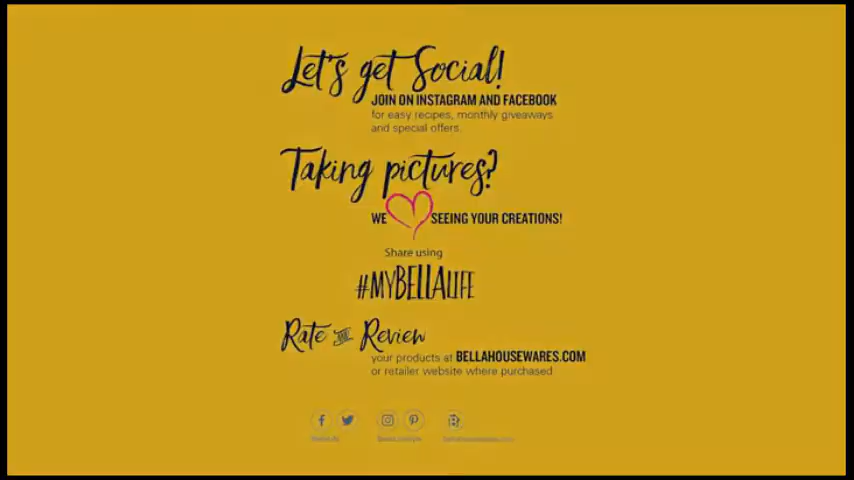 Let's get Social!
JOIN ON INSTAGRAM AND FACEBOOK
for easy recipes, monthly giveaways
and special offers.
Taking pictures?
WE SEEING YOUR CREATIONS!
Share using
#MYBELLALIFE
Rate AND Review
your products at BELLAHOUSEWARES.COM
or retailer website where purchased